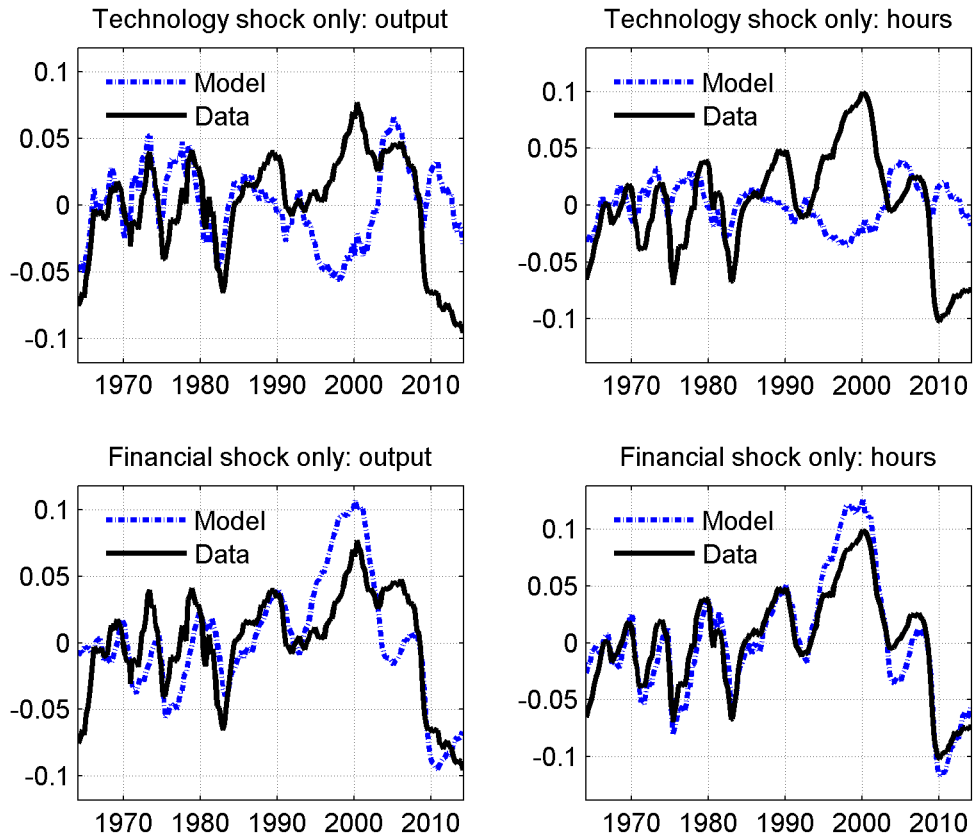 Technology shock only: output
0.1
0.05
0
-0.05
-0.1
Model
Data
1970 1980 1990 2000 2010
Technology shock only: hours
0.1
0.05
0
-0.05
-0.1
Model
Data
1970 1980 1990 2000 2010
Financial shock only: output
0.1
0.05
0
-0.05
-0.1
Model
Data
1970 1980 1990 2000 2010
Financial shock only: hours
0.1
0.05
0
-0.05
-0.1
Model
Data
1970 1980 1990 2000 2010